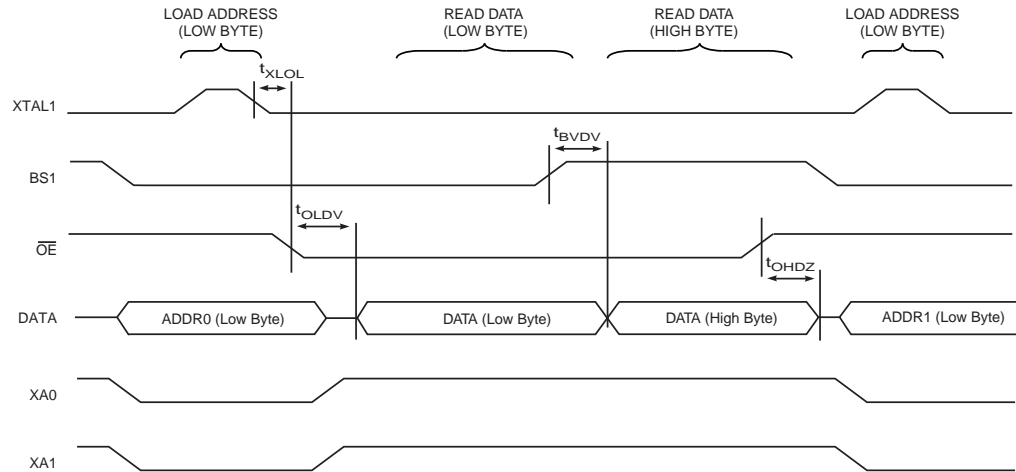 LOAD ADDRESS
(LOW BYTE)
READ DATA
(LOW BYTE)
READ DATA
(HIGH BYTE)
LOAD ADDRESS
(LOW BYTE)
tXLOL
XTAL1
tBVDV
BS1
tOLDV
OE
tOHDZ
DATA
ADDR0 (Low Byte)
DATA (Low Byte)
DATA (High Byte)
ADDR1 (Low Byte)
XA0
XA1